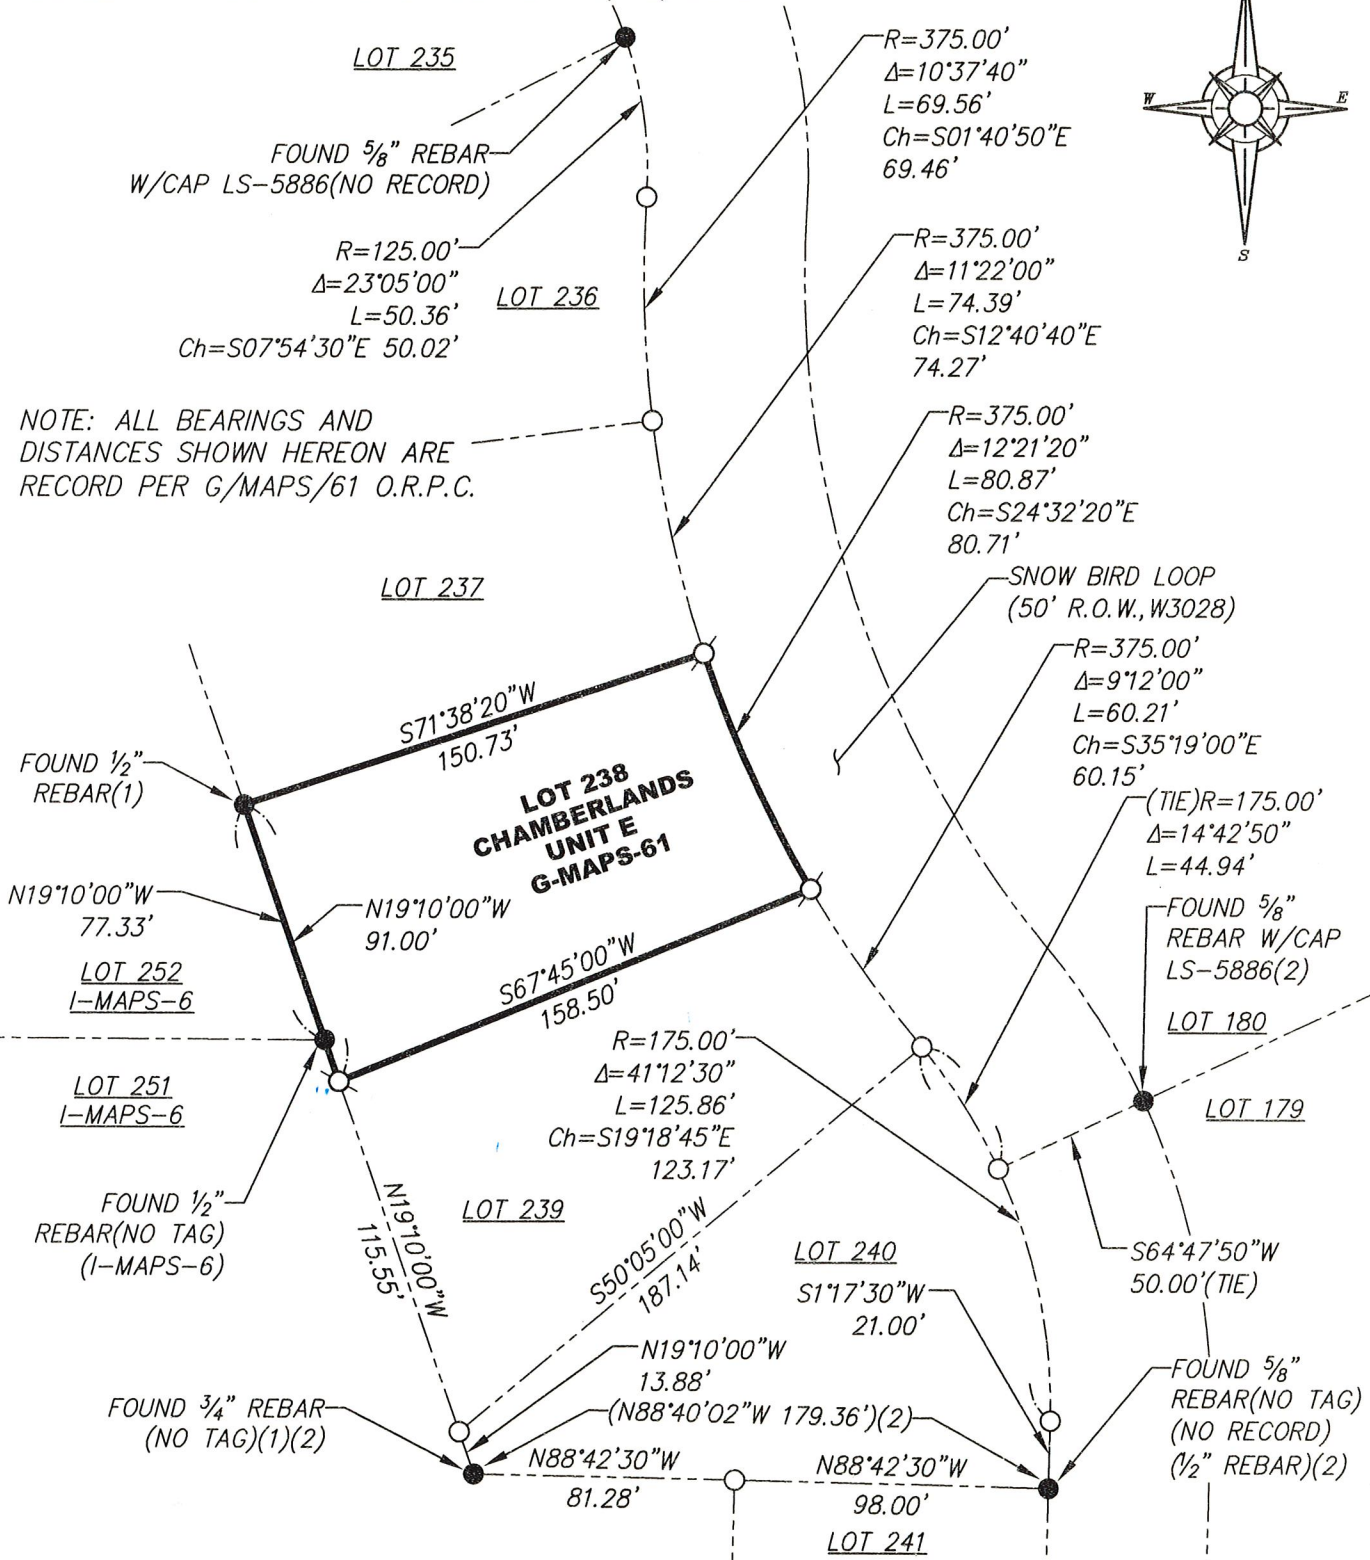 LOT 235
R=375.00'
Δ=10°37'40"
L=69.56'
Ch=S01°40'50"E
69.46'
W
E
S
FOUND 5/8" REBAR
W/CAP LS-5886(NO RECORD)
R=125.00'
Δ=23°05'00"
L=50.36'
Ch=S07°54'30"E 50.02'
LOT 236
R=375.00'
Δ=11°22'00"
L=74.39'
Ch=S12°40'40"E
74.27'
NOTE: ALL BEARINGS AND
DISTANCES SHOWN HEREON ARE
RECORD PER G/MAPS/61 O.R.P.C.
R=375.00'
Δ=12°21'20"
L=80.87'
Ch=S24°32'20"E
80.71'
LOT 237
SNOW BIRD LOOP
(50' R.O.W.,W3028)
R=375.00'
Δ=9°12'00"
L=60.21'
Ch=S35°19'00"E
60.15'
S71°38'20"W
150.73'
FOUND 1/2"
REBAR(1)
LOT 238
CHAMBERLANDS
UNIT E
G-MAPS-61
(TIE)R=175.00'
Δ=14°42'50"
L=44.94'
N19°10'00"W
77.33'
N19°10'00"W
91.00'
FOUND 5/8"
REBAR W/CAP
LS-5886(2)
LOT 252
I-MAPS-6
S67°45'00"W
158.50'
LOT 180
R=175.00'
Δ=41°12'30"
L=125.86'
Ch=S19°18'45"E
123.17'
LOT 251
I-MAPS-6
LOT 179
FOUND 1/2"
REBAR(NO TAG)
(I-MAPS-6)
N19°10'00"W
115.55'
LOT 239
S50°05'00"W
187.14'
LOT 240
S64°47'50"W
50.00'(TIE)
S1°17'30"W
21.00'
N19°10'00"W
13.88'
FOUND 3/4" REBAR
(NO TAG)(1)(2)
(N88°40'02"W 179.36')(2)
FOUND 5/8"
REBAR(NO TAG)
(NO RECORD)
(1/2" REBAR)(2)
N88°42'30"W
81.28'
N88°42'30"W
98.00'
LOT 241